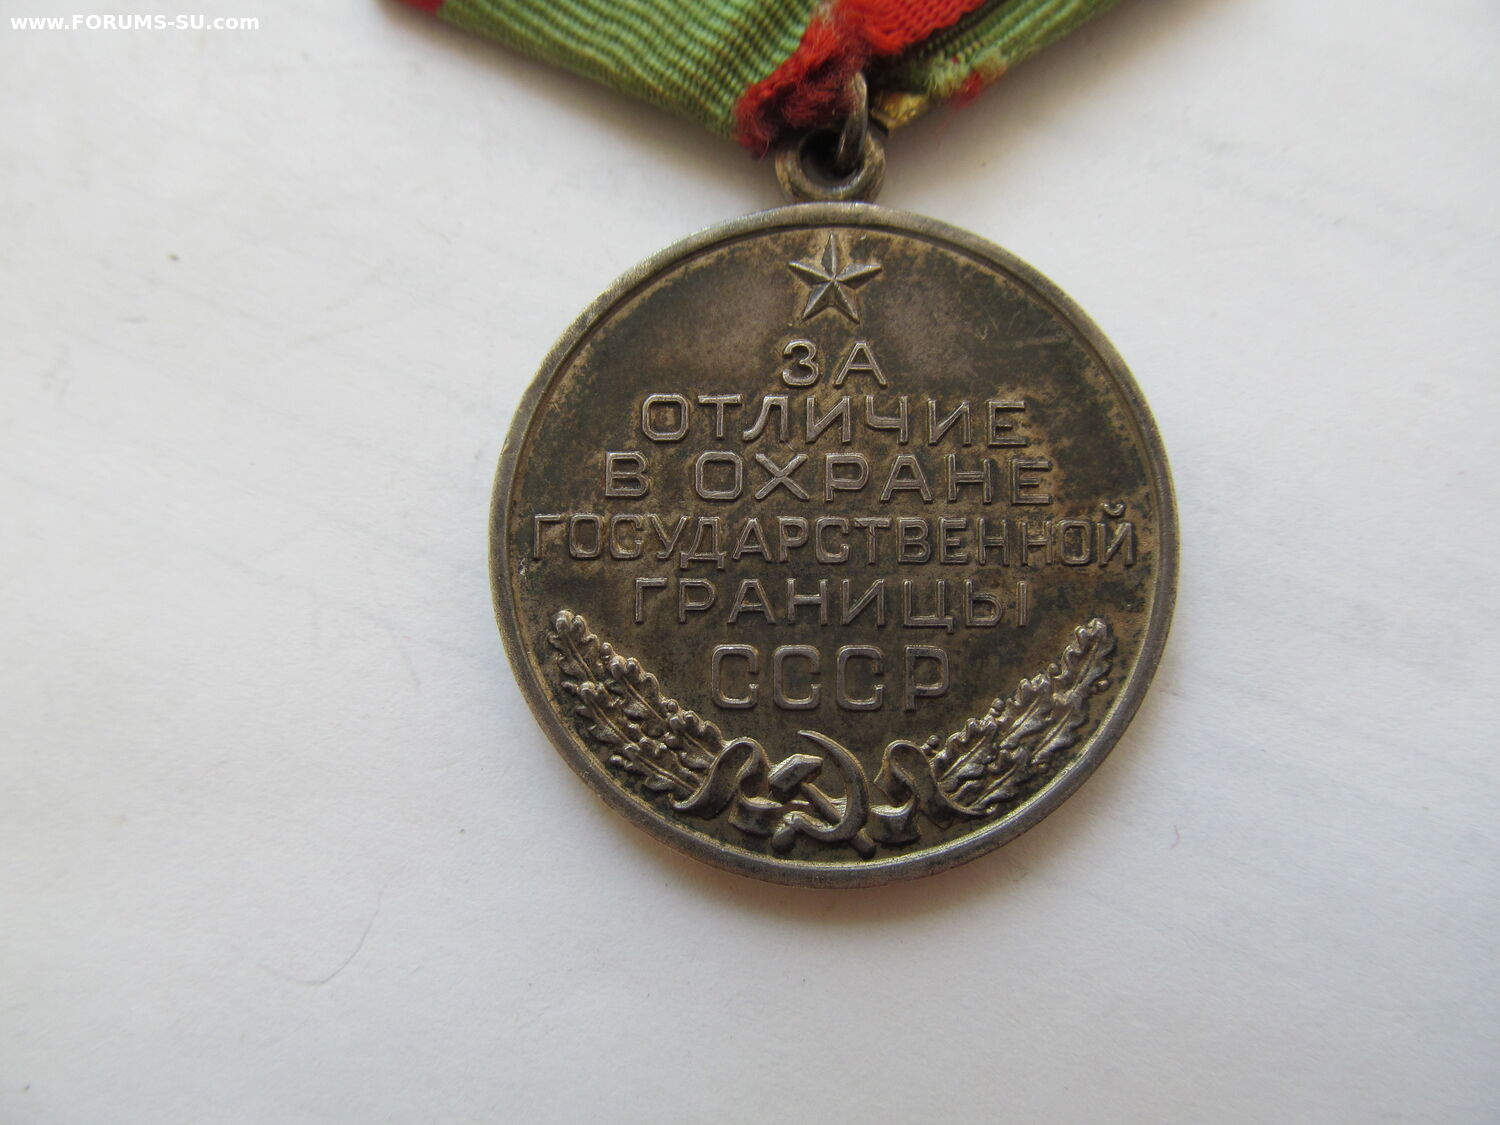 www.FORUMS-SU.com
ЗА
ОТЛИЧИЕ
В ОХРАНЕ
ГОСУДАРСТВЕННОЙ
ГРАНИЦЫ
СССР